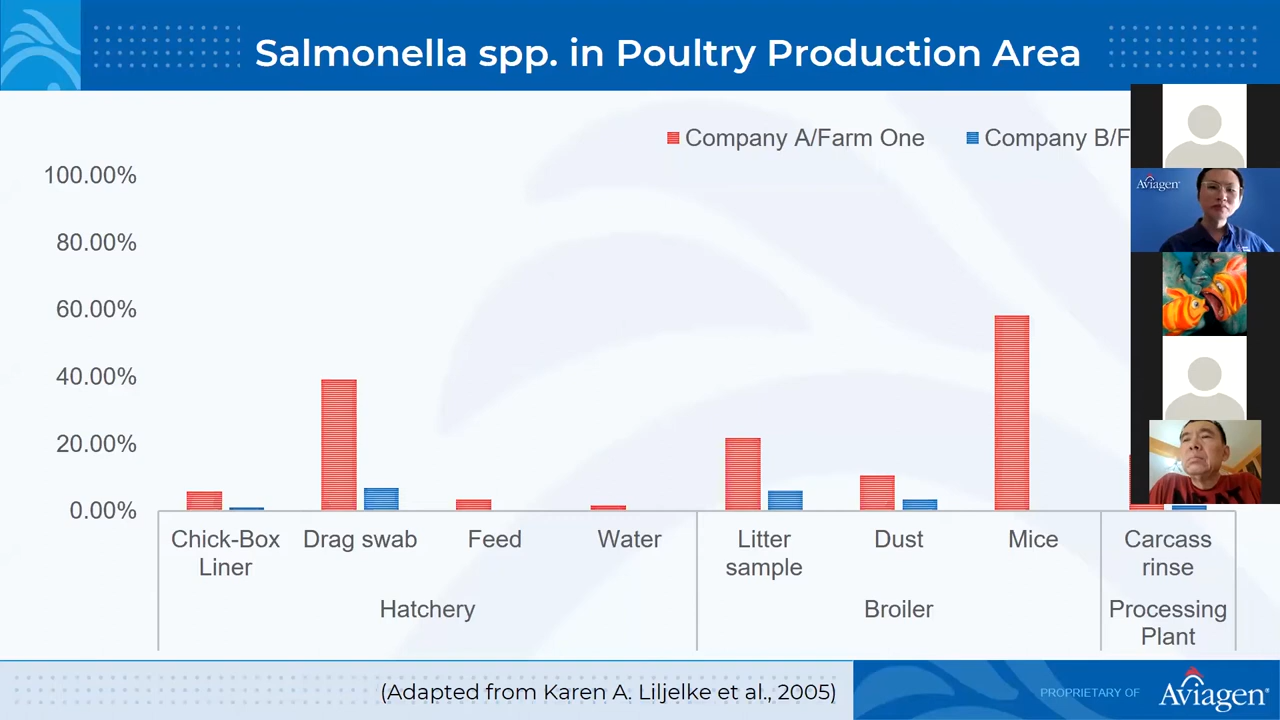 Salmonella spp. in Poultry Production Area
Company A/Farm One
Company B/F
Aviagen
100.00%
80.00%
60.00%
40.00%
20.00%
0.00%
Chick-Box
Liner
Drag swab
Feed
Water
Litter
sample
Dust
Mice
Carcass
rinse
Hatchery
Broiler
Processing
Plant
(Adapted from Karen A. Liljelke et al., 2005)
PROPRIETARY OF
Aviagen